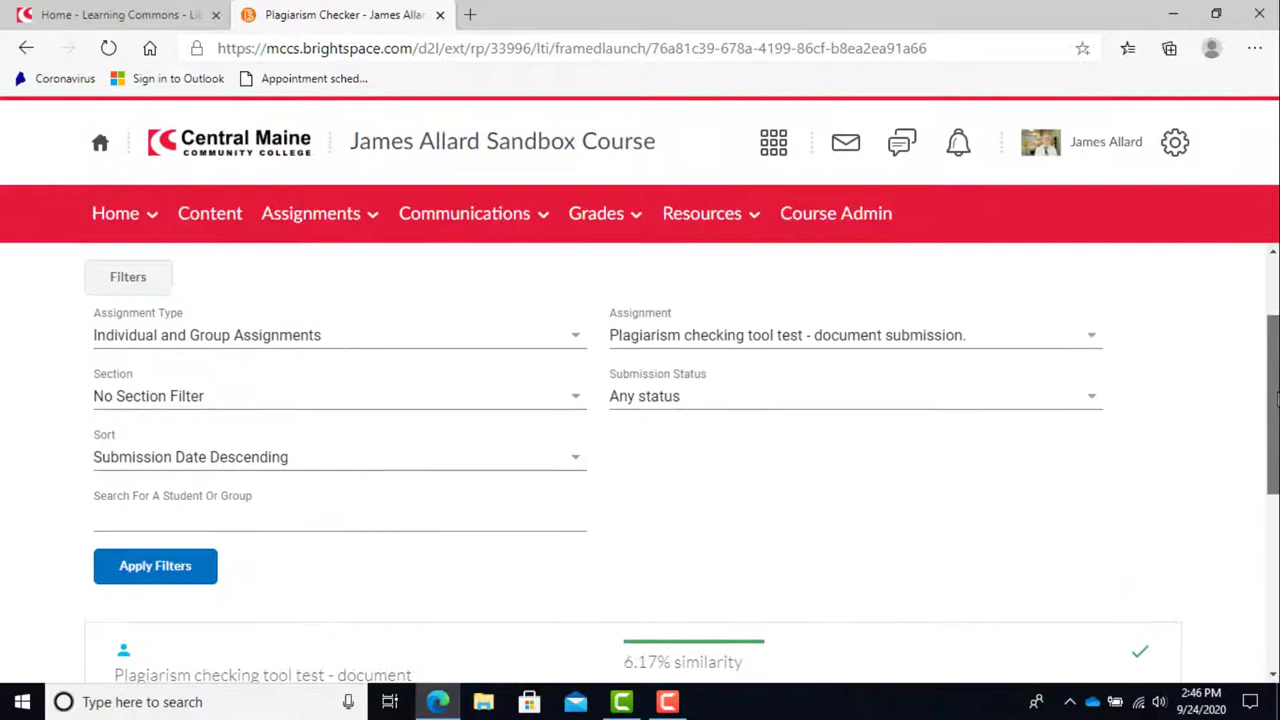 Home - Learning Commons - Lib
Plagiarism Checker - James Allar
https://mccs.brightspace.com/d2l/ext/rp/33996/lti/framedlaunch/76a81c39-678a-4199-86cf-b8ea2ea91a66
Coronavirus
Sign in to Outlook
Appointment sched...
Central Maine
COMMUNITY COLLEGE
James Allard Sandbox Course
James Allard
Home
Content
Assignments
Communications
Grades
Resources
Course Admin
Filters
Assignment Type
Individual and Group Assignments
Assignment
Plagiarism checking tool test - document submission.
Section
No Section Filter
Submission Status
Any status
Sort
Submission Date Descending
Search For A Student Or Group
Apply Filters
Plagiarism checking tool test - document
6.17% similarity
Type here to search
2:46 PM
9/24/2020